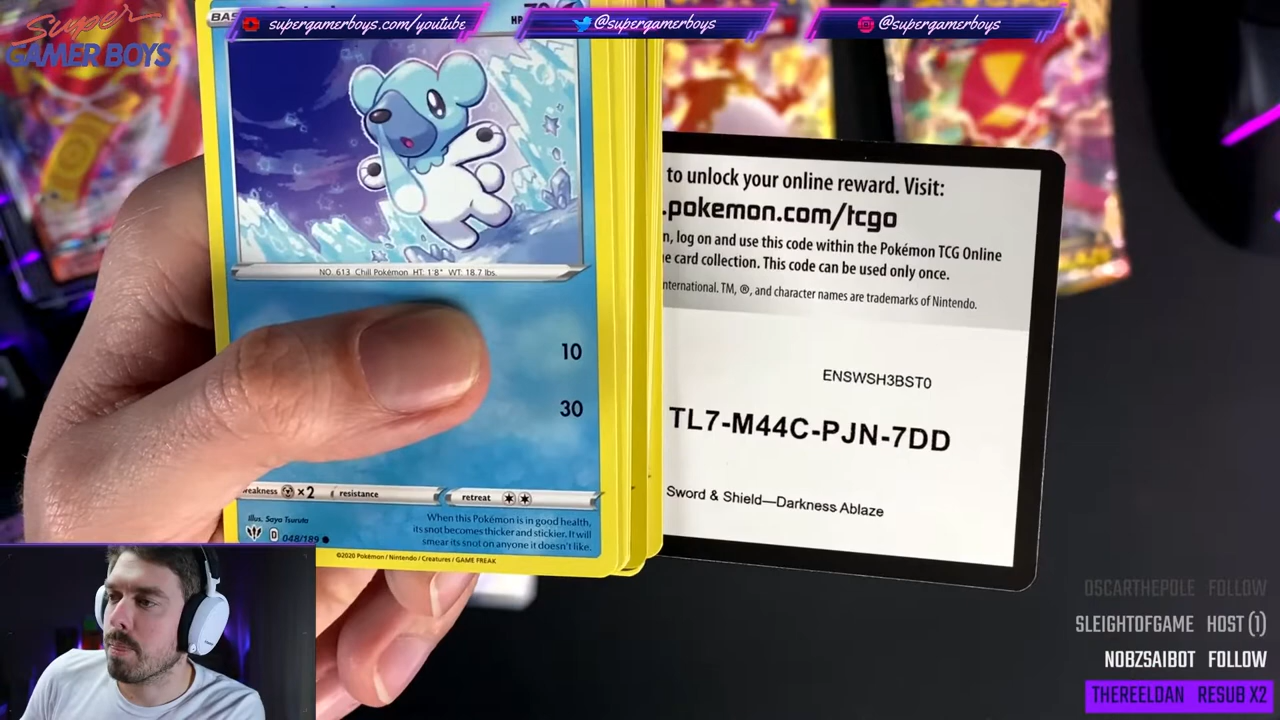 Super
GAMER BOYS
supergamerboys.com/youtube
@supergamerboys
@supergamerboys
BAS
HP 70
NO. 613 Chill Pokémon HT: 1'8" WT: 18.7 lbs.
10
30
weakness ×2 resistance
retreat
Illus. Saya Tsuruta
D 048/189
When this Pokémon is in good health,
its snot becomes thicker and stickier. It will
smear its snot on anyone it doesn't like.
©2020 Pokémon / Nintendo / Creatures / GAME FREAK
to unlock your online reward. Visit:
.pokemon.com/tcgo
n, log on and use this code within the Pokémon TCG Online
e card collection. This code can be used only once.
nternational. TM, ®, and character names are trademarks of Nintendo.
ENSWSH3BST0
TL7-M44C-PJN-7DD
Sword & Shield—Darkness Ablaze
OSCARTHEPOLE FOLLOW
SLEIGHTOFGAME HOST (1)
NOBZSAIBOT FOLLOW
THEREELDAN RESUB X2